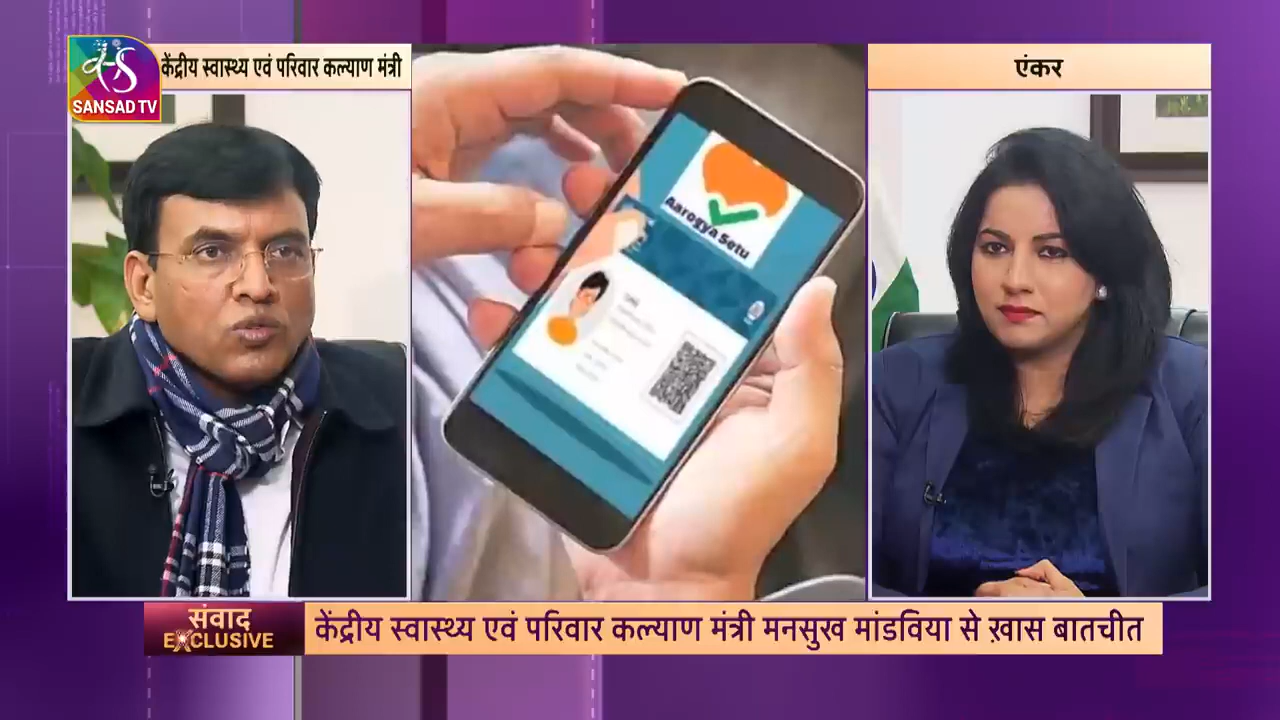 SANSAD TV
केंद्रीय स्वास्थ्य एवं परिवार कल्याण मंत्री
एंकर
Aarogya Setu
संवाद
EXCLUSIVE
केंद्रीय स्वास्थ्य एवं परिवार कल्याण मंत्री मनसुख मांडविया से ख़ास बातचीत